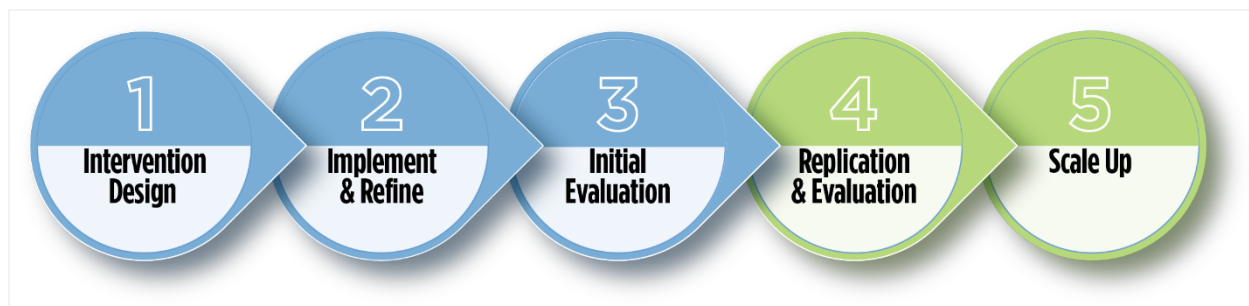 1
Intervention
Design
2
Implement
& Refine
3
Initial
Evaluation
4
Replication
& Evaluation
5
Scale Up